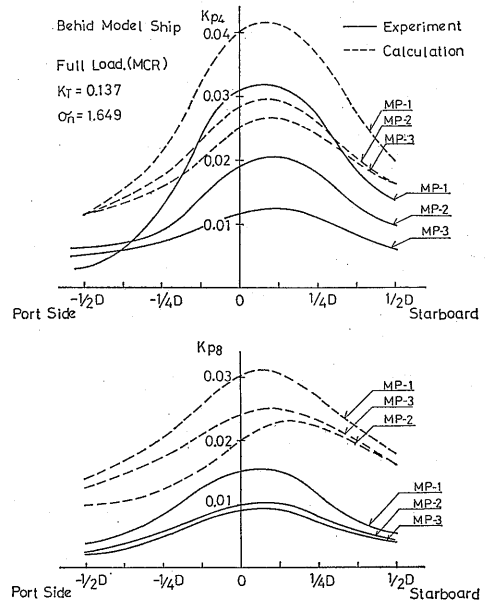 Behid Model Ship
Kp4
Experiment
Calculation
Full Load.(MCR)
KT = 0.137
σn = 1.649
0.04
0.03
0.02
0.01
MP-1
MP-2
MP-3
MP-1
MP-2
MP-3
-1/2D
-1/4D
0
1/4D
1/2D
Port Side
Starboard
Kp8
0.03
0.02
0.01
MP-1
MP-3
MP-2
MP-1
MP-2
MP-3
-1/2D
-1/4D
0
1/4D
1/2D
Port Side
Starboard